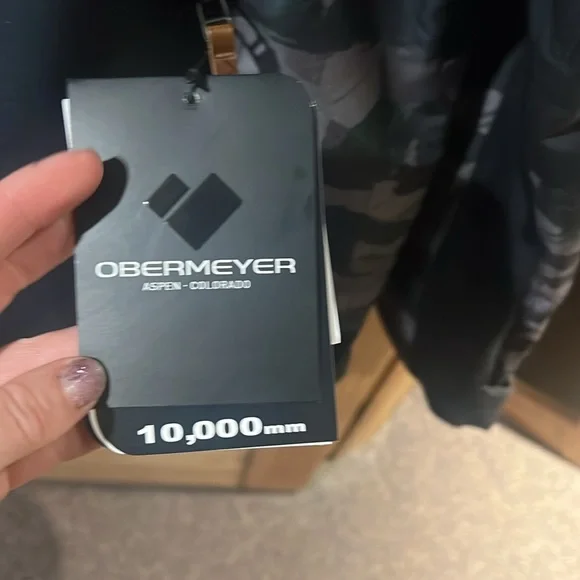 OBERMEYER
ASPEN - COLORADO
10,000mm